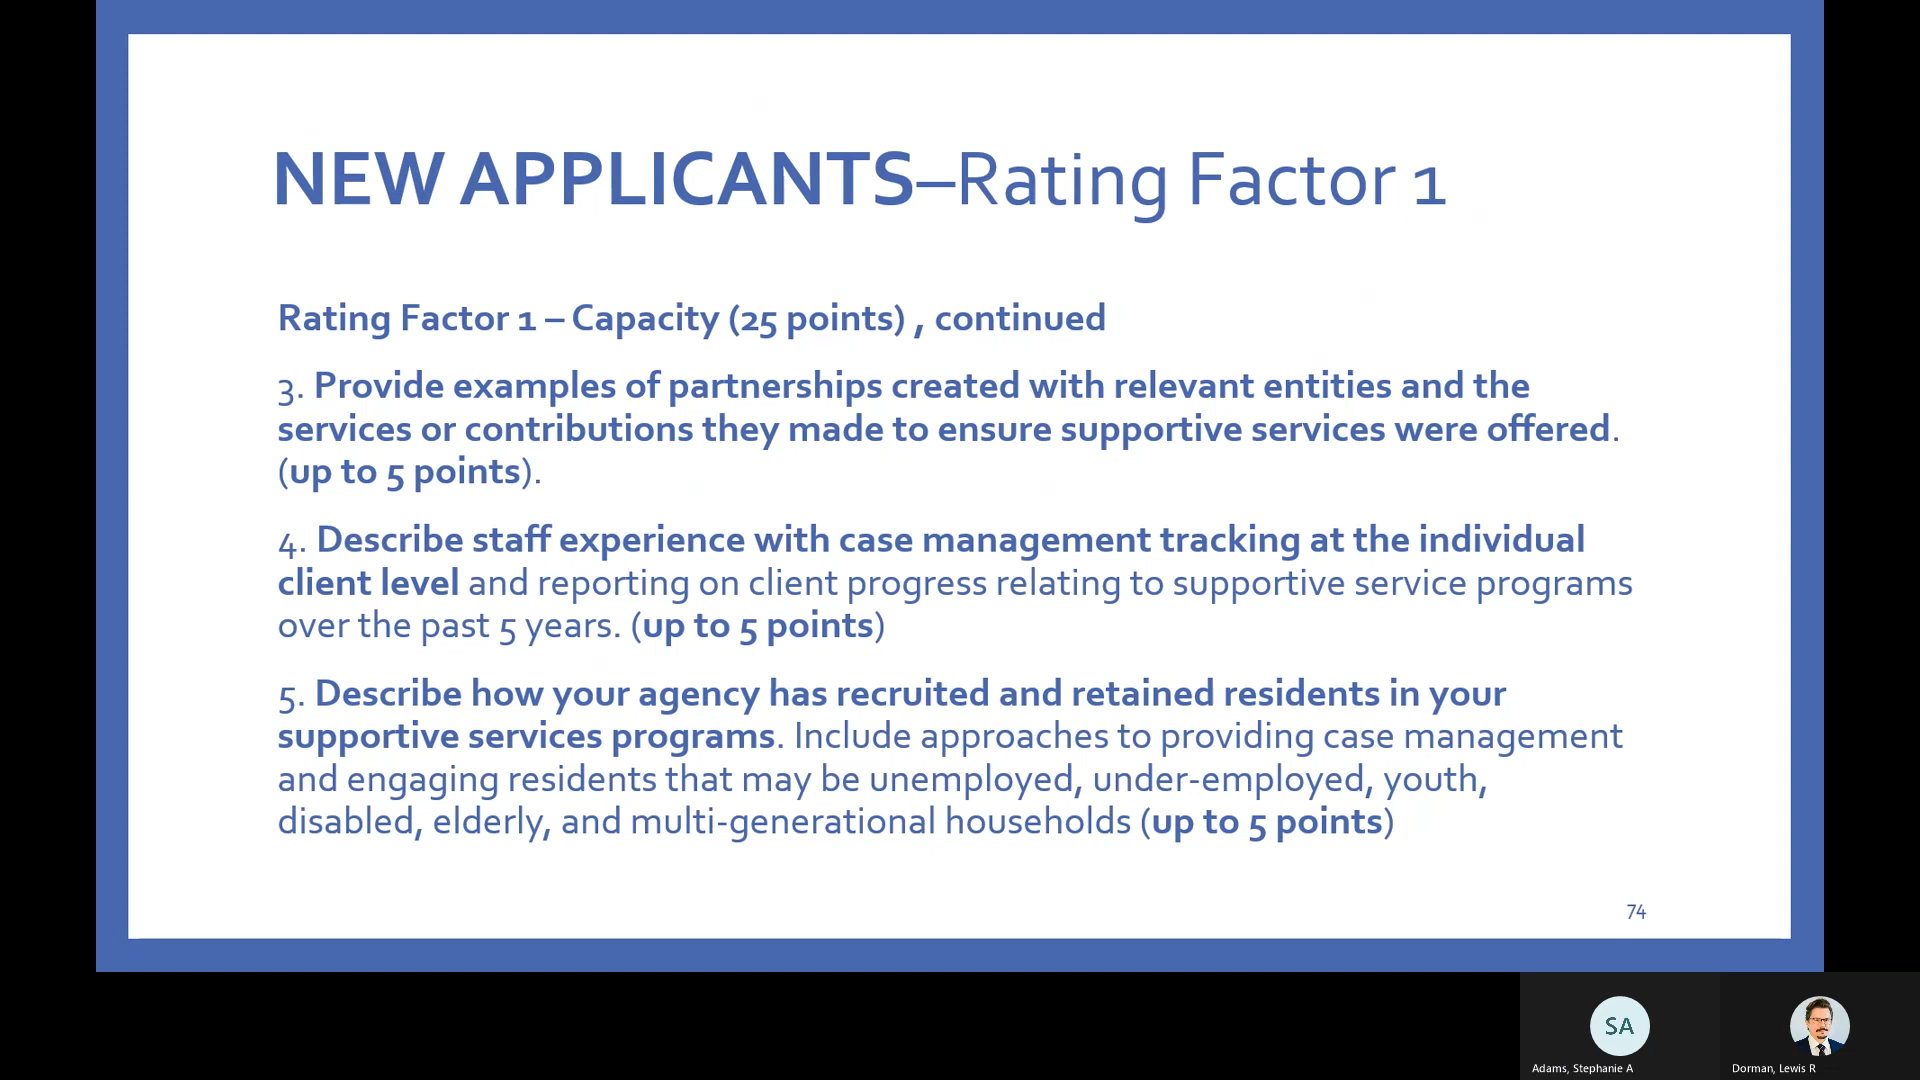 NEW APPLICANTS–Rating Factor 1
Rating Factor 1 – Capacity (25 points) , continued
3. Provide examples of partnerships created with relevant entities and the
services or contributions they made to ensure supportive services were offered.
(up to 5 points).
4. Describe staff experience with case management tracking at the individual
client level and reporting on client progress relating to supportive service programs
over the past 5 years. (up to 5 points)
5. Describe how your agency has recruited and retained residents in your
supportive services programs. Include approaches to providing case management
and engaging residents that may be unemployed, under-employed, youth,
disabled, elderly, and multi-generational households (up to 5 points)
74
SA
Adams, Stephanie A
Dorman, Lewis R